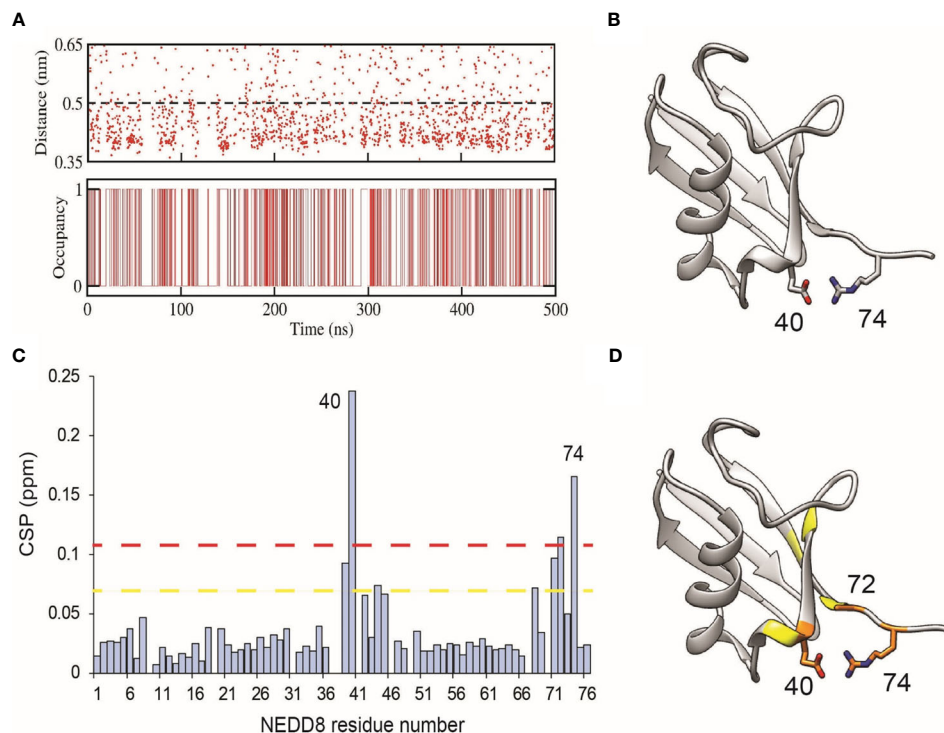 A
B
0.65
0.5
0.35
Distance (nm)
1
0
Occupancy
0 100 200 300 400 500
Time (ns)
40 74
C
D
0.25
0.2
0.15
0.1
0.05
0
CSP (ppm)
40
74
1 6 11 16 21 26 31 36 41 46 51 56 61 66 71 76
NEDD8 residue number
72
40 74